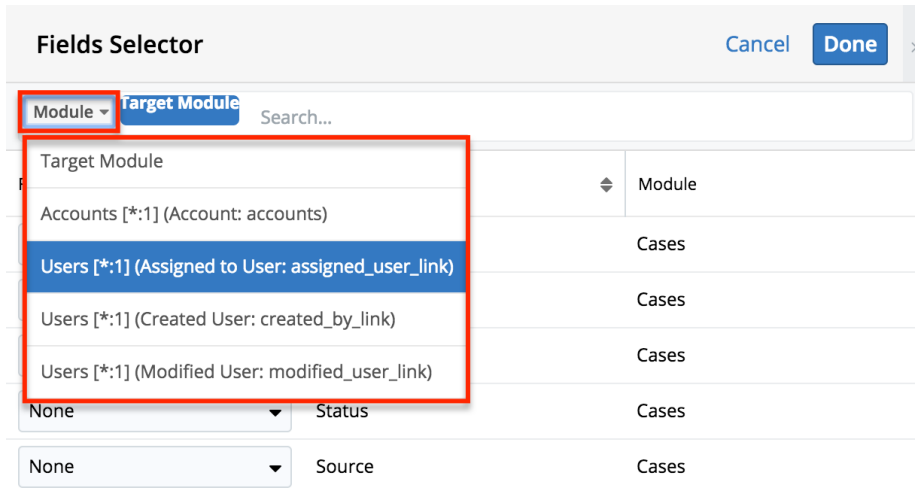 Fields Selector
Cancel
Done
Module
Target Module
Search...
Target Module
Module
Accounts [*:1] (Account: accounts)
Cases
Users [*:1] (Assigned to User: assigned_user_link)
Cases
Users [*:1] (Created User: created_by_link)
Cases
Users [*:1] (Modified User: modified_user_link)
None
Status
Cases
None
Source
Cases